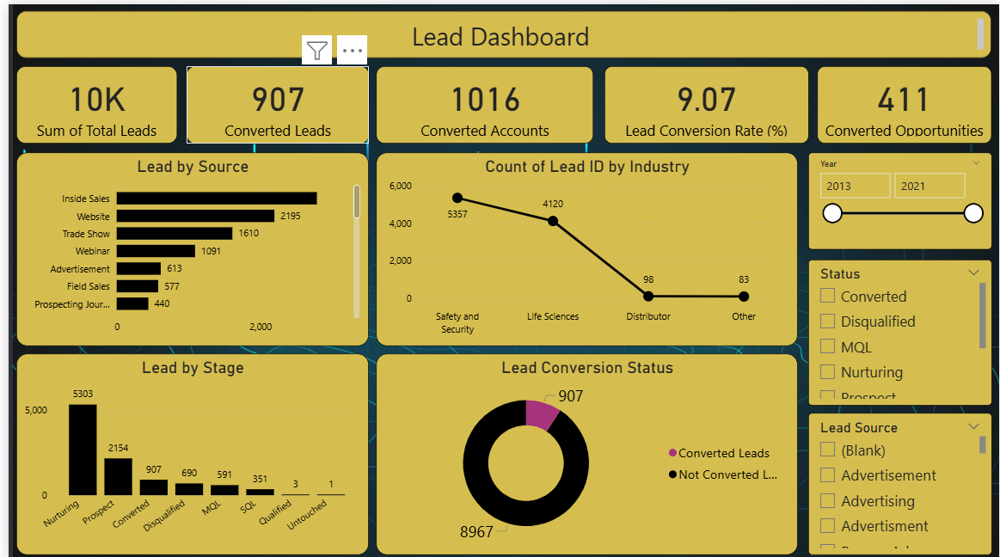 Lead Dashboard
10K
Sum of Total Leads
907
Converted Leads
1016
Converted Accounts
9.07
Lead Conversion Rate (%)
411
Converted Opportunities
Lead by Source
Inside Sales
Website
2195
Trade Show
1610
Webinar
1091
Advertisement
613
Field Sales
577
Prospecting Jour...
440
0
2,000
Count of Lead ID by Industry
6,000
4,000
2,000
0
5357
4120
98
83
Safety and
Security
Life Sciences
Distributor
Other
Year
2013
2021
Status
Converted
Disqualified
MQL
Nurturing
Prospect
Lead by Stage
5,000
0
5303
2154
907
690
591
351
3
1
Nurturing
Prospect
Converted
Disqualified
MQL
SQL
Qualified
Untouched
Lead Conversion Status
907
8967
Converted Leads
Not Converted L...
Lead Source
(Blank)
Advertisement
Advertising
Advertisment